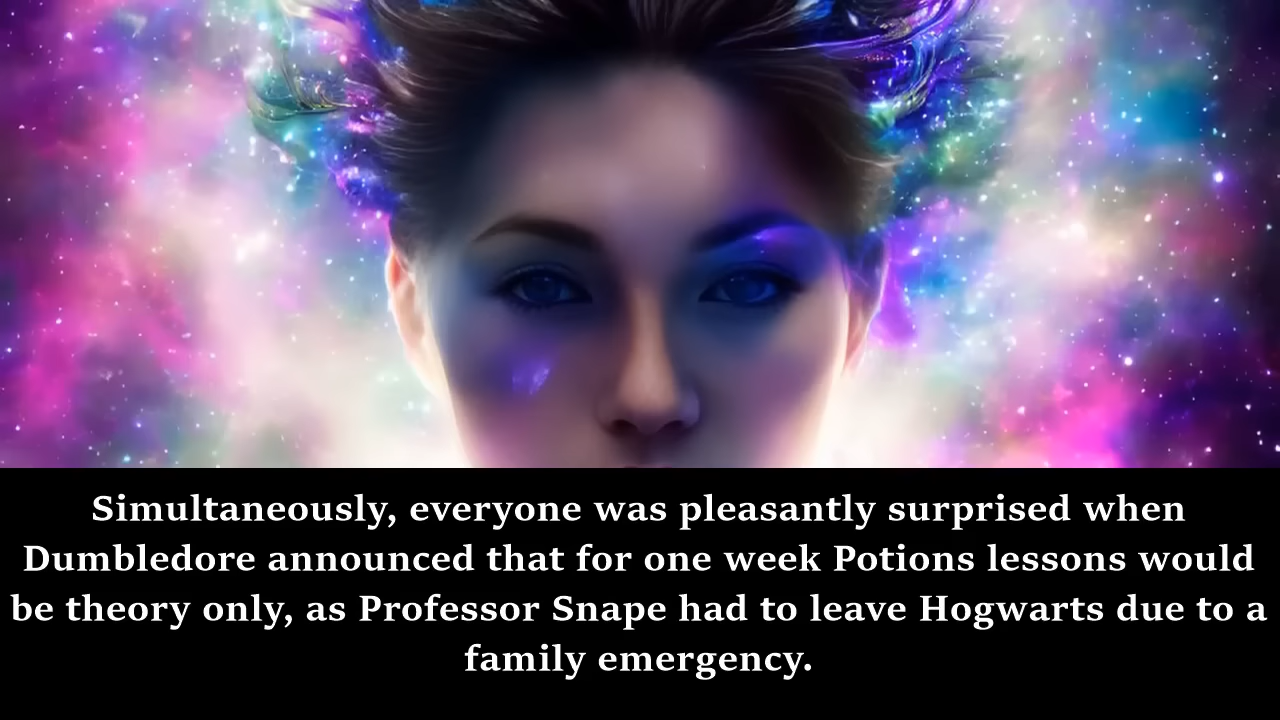 Simultaneously, everyone was pleasantly surprised when
Dumbledore announced that for one week Potions lessons would
be theory only, as Professor Snape had to leave Hogwarts due to a
family emergency.